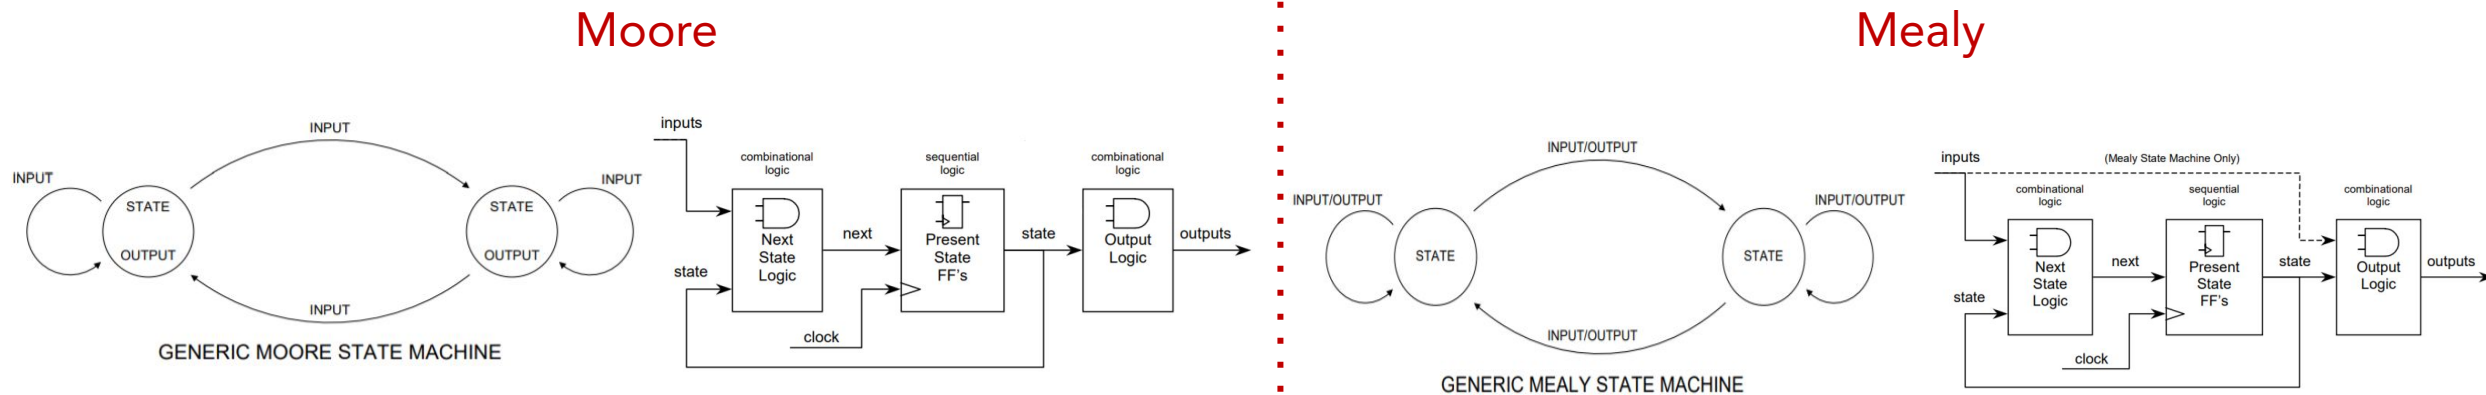 Moore
INPUT
INPUT
STATE
OUTPUT
STATE
OUTPUT
INPUT
INPUT
GENERIC MOORE STATE MACHINE
inputs
combinational
logic
sequential
logic
combinational
logic
Next
State
Logic
next
Present
State
FF's
state
Output
Logic
outputs
state
clock
Mealy
INPUT/OUTPUT
INPUT/OUTPUT
INPUT/OUTPUT
STATE
STATE
INPUT/OUTPUT
GENERIC MEALY STATE MACHINE
inputs
(Mealy State Machine Only)
combinational
logic
sequential
logic
combinational
logic
Next
State
Logic
next
Present
State
FF's
state
Output
Logic
outputs
state
clock